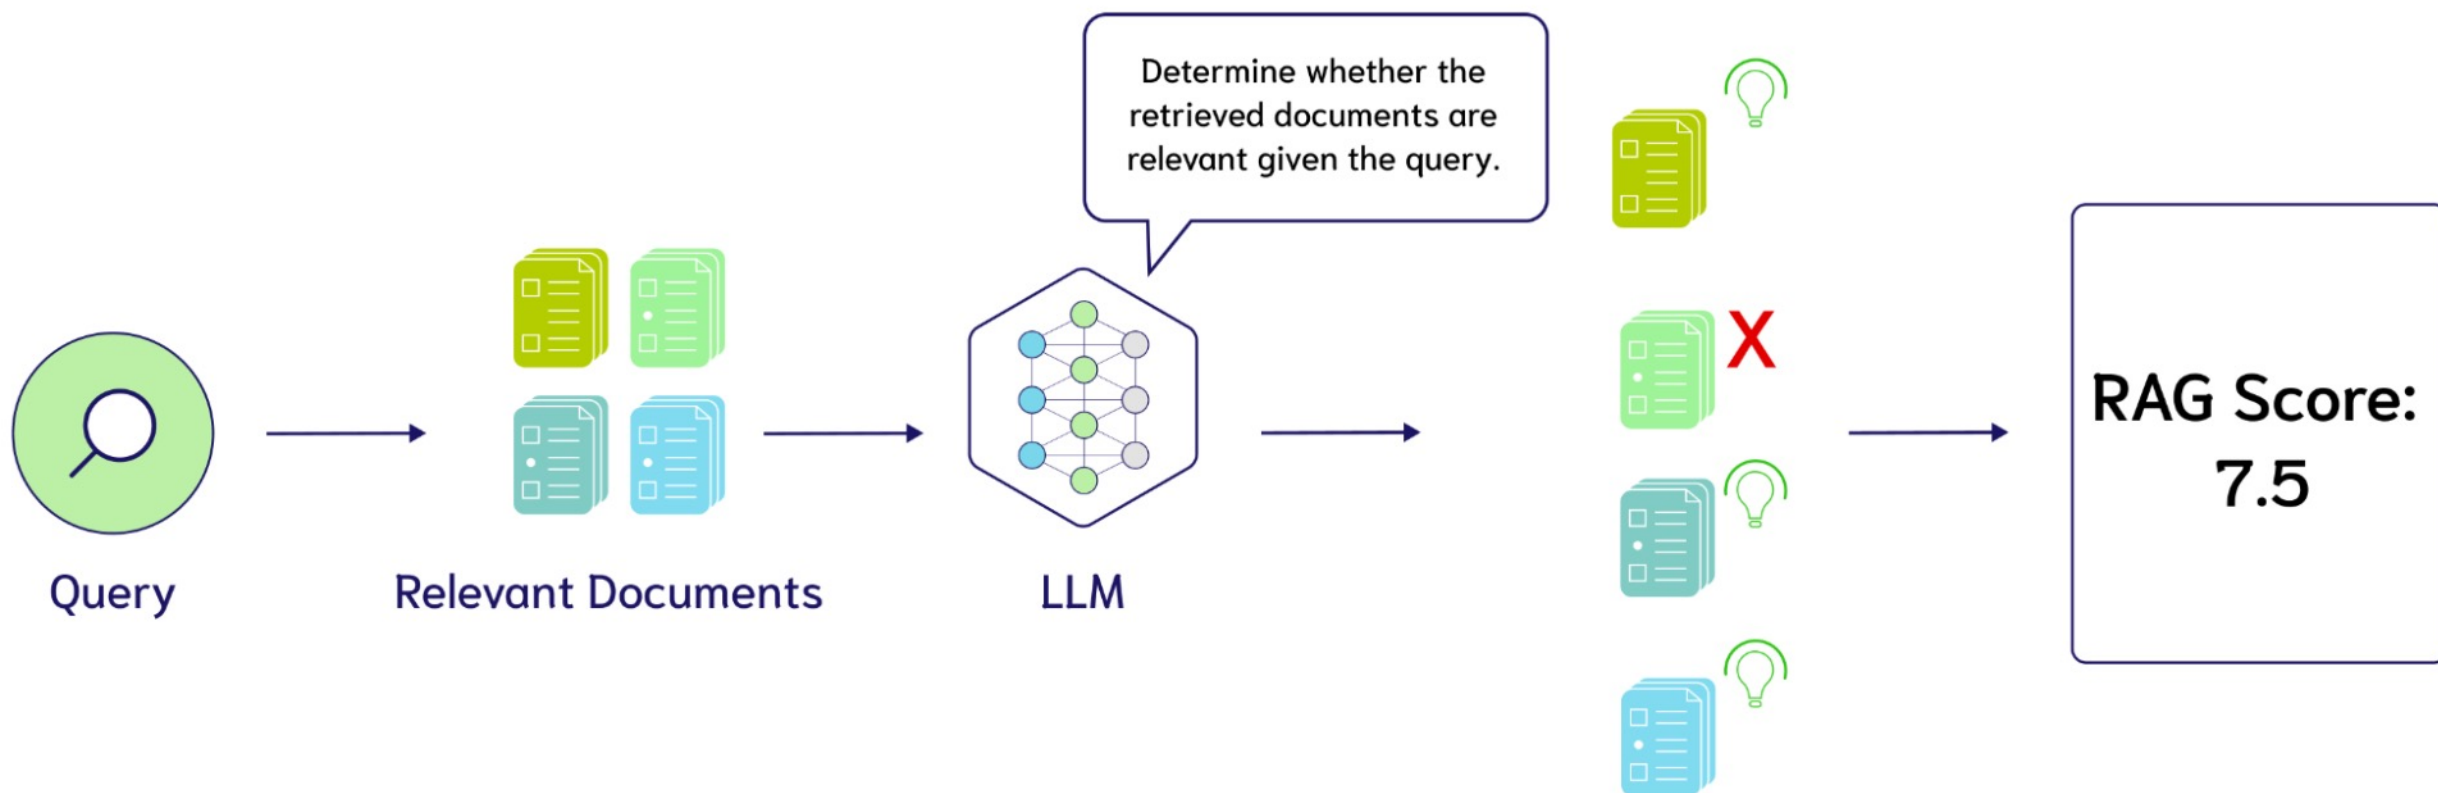 Determine whether the
retrieved documents are
relevant given the query.
X
Query
Relevant Documents
LLM
RAG Score:
7.5